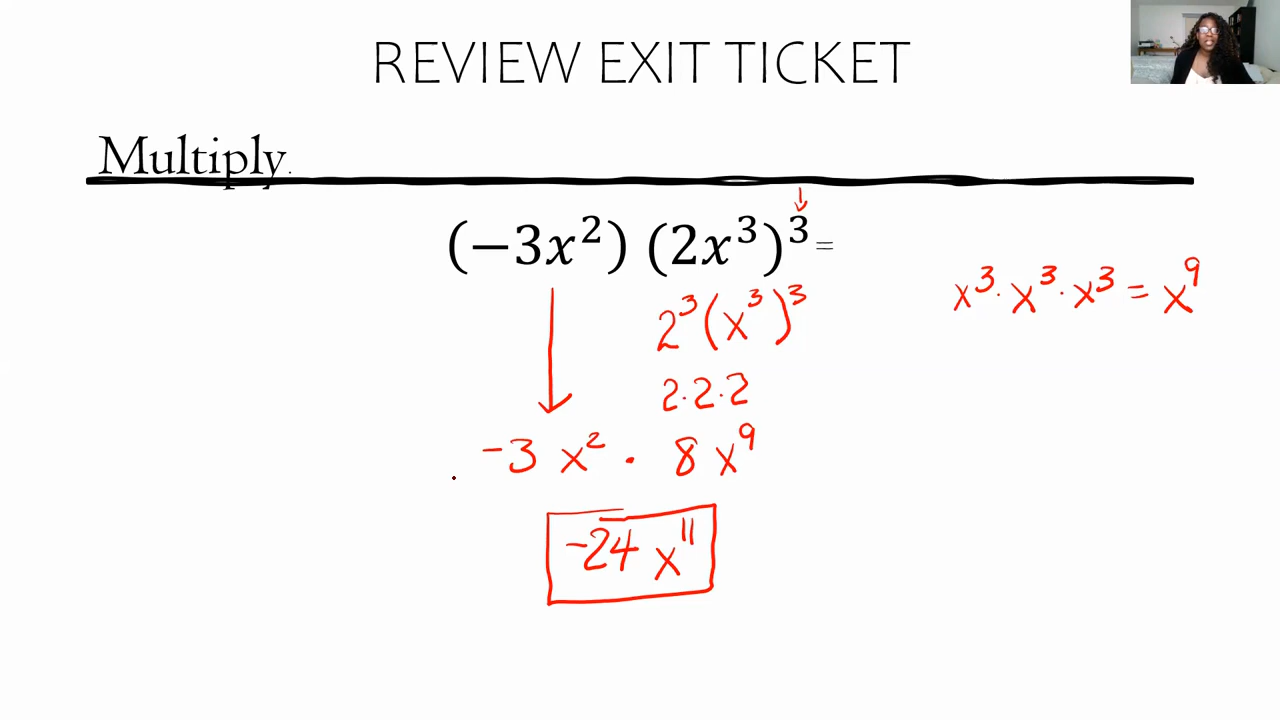 REVIEW EXIT TICKET
Multiply.
(−3x²) (2x³)³ =
2³(x³)³
x³·x³·x³ = x⁹
2·2·2
-3 x² · 8 x⁹
-24 x¹¹